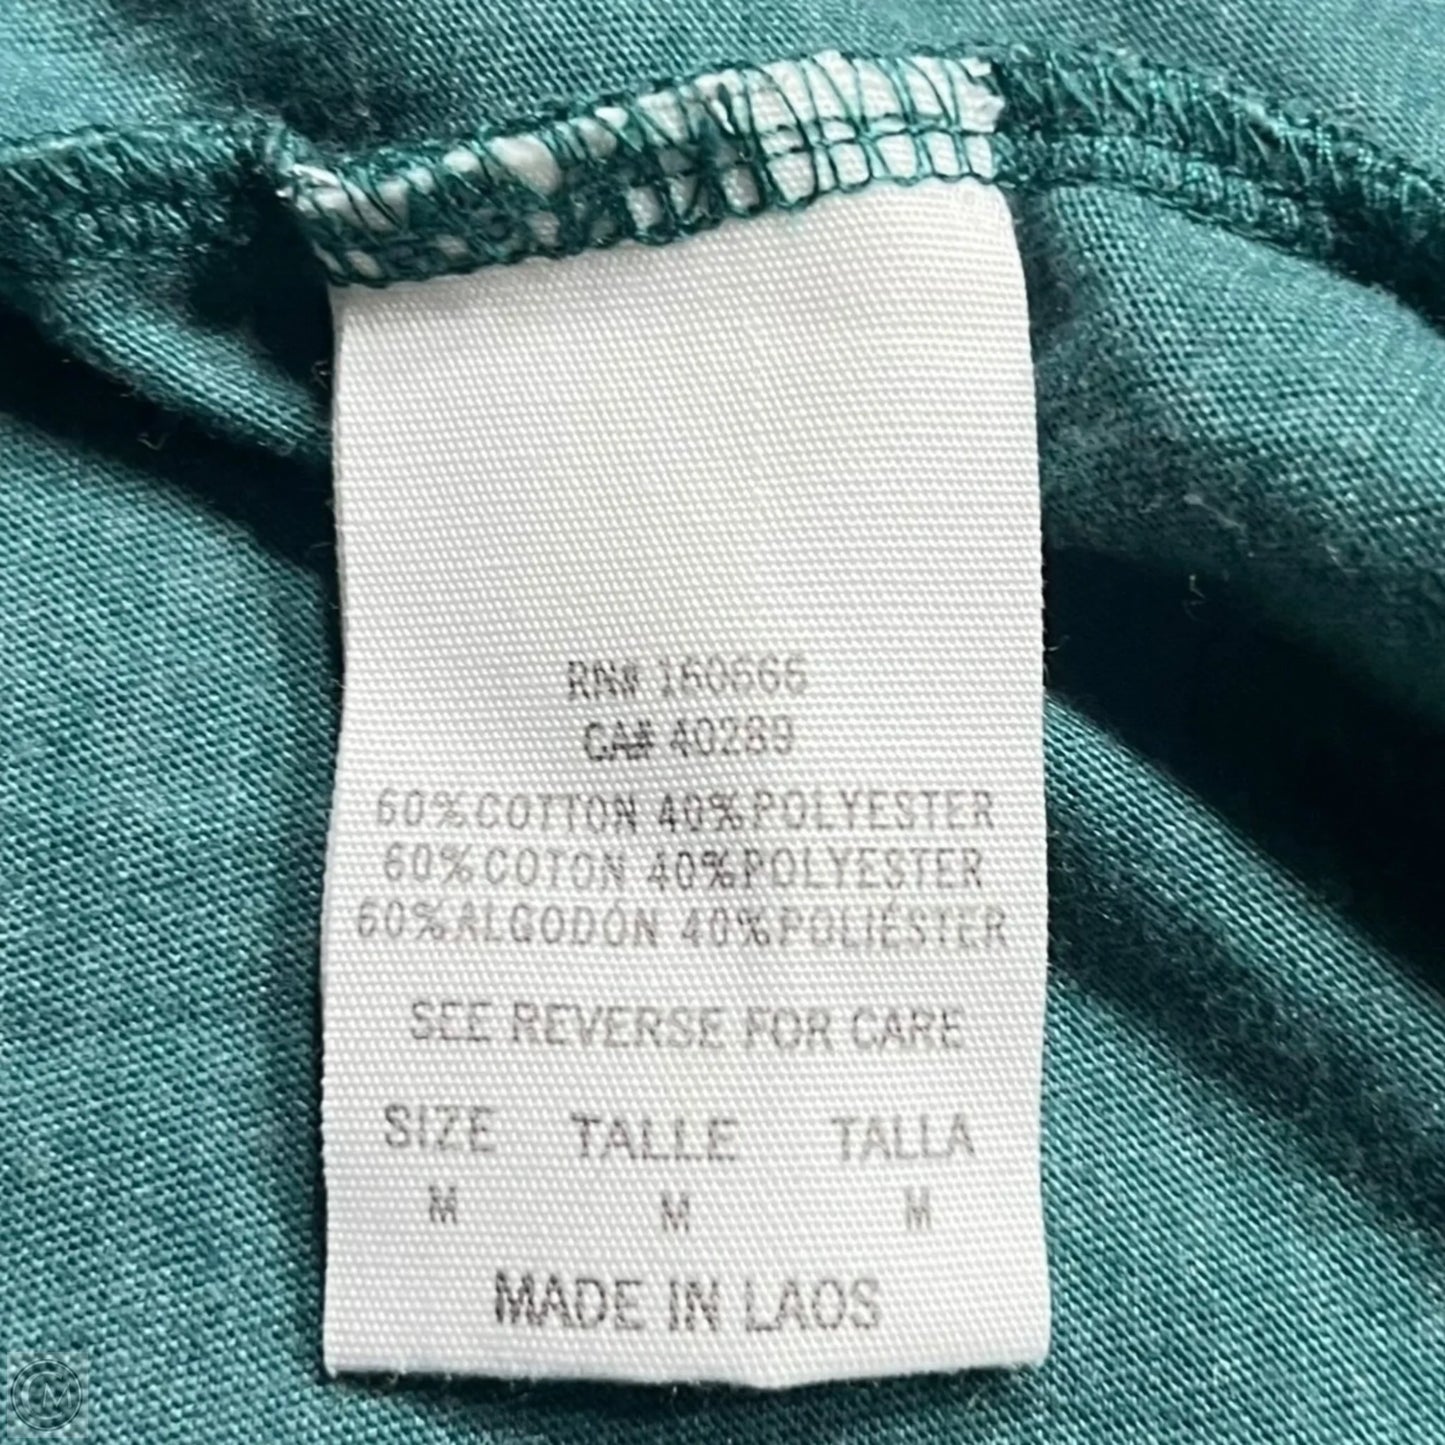 RN# 160666
CA# 40289
60%COTTON 40%POLYESTER
60%COTON 40%POLYESTER
60%ALGODÓN 40%POLIÉSTER
SEE REVERSE FOR CARE
SIZE TALLE TALLA
M M M
MADE IN LAOS